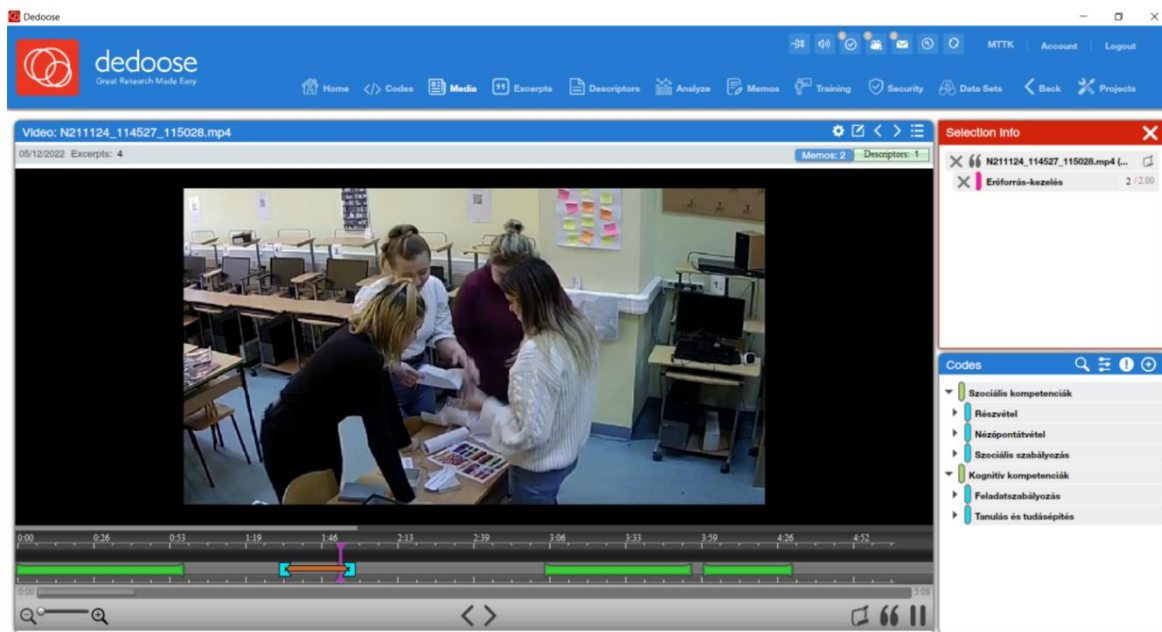 Dedoose
dedoose
Great Research Made Easy
0 0 0
MTTK | Account | Logout
Home </> Codes Media Excerpts Descriptors Analyze Memos Training Security Data Sets Back Projects
Video: N211124_114527_115028.mp4
05/12/2022 Excerpts: 4
Memos: 2 Descriptors: 1
0:00 0:26 0:53 1:19 1:46 2:13 2:39 3:06 3:33 3:59 4:26 4:52
0:00 5:08
Selection Info
N211124_114527_115028.mp4 (...
Erőforrás-kezelés 2 / 2.00
Codes
Szociális kompetenciák
Részvétel
Nézőpontátvétel
Szociális szabályozás
Kognitív kompetenciák
Feladatszabályozás
Tanulás és tudásépítés